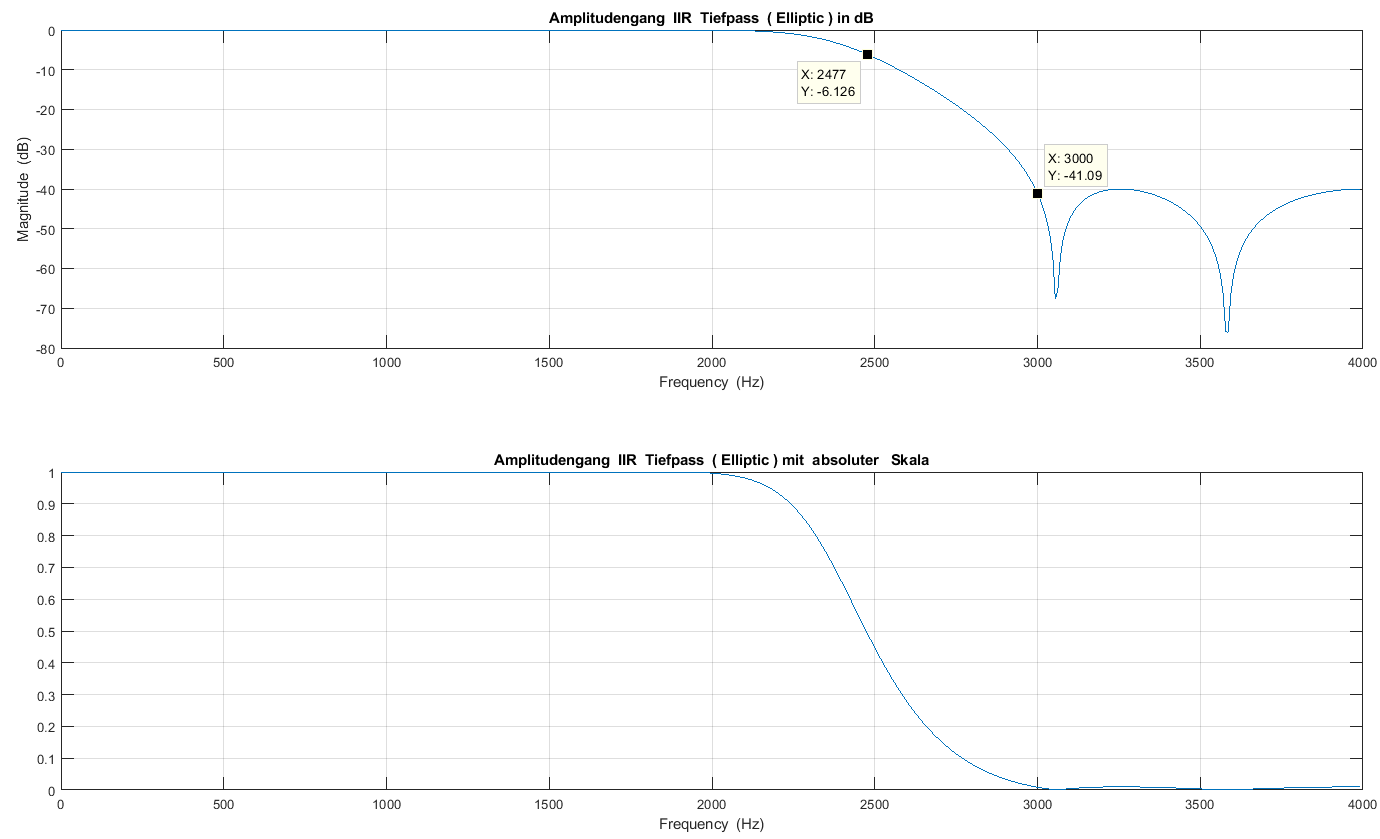 Amplitudengang IIR Tiefpass ( Elliptic ) in dB
0
-10
-20
-30
-40
-50
-60
-70
-80
Magnitude (dB)
X: 2477
Y: -6.126
X: 3000
Y: -41.09
0 500 1000 1500 2000 2500 3000 3500 4000
Frequency (Hz)
Amplitudengang IIR Tiefpass ( Elliptic ) mit absoluter Skala
1
0.9
0.8
0.7
0.6
0.5
0.4
0.3
0.2
0.1
0
0 500 1000 1500 2000 2500 3000 3500 4000
Frequency (Hz)